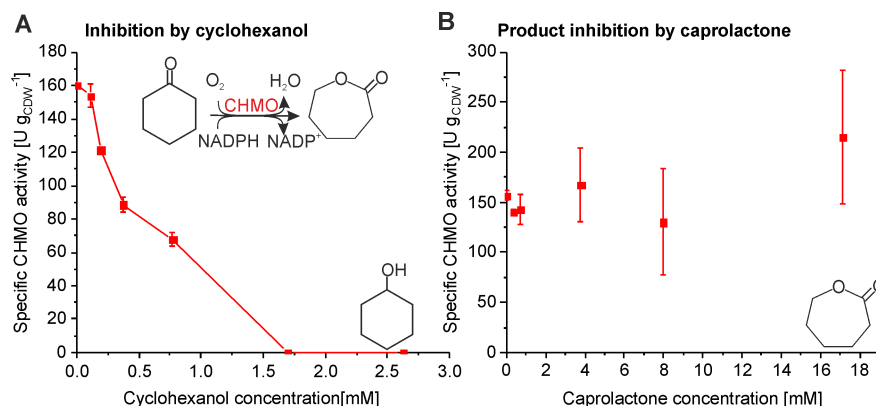 A
Inhibition by cyclohexanol
Specific CHMO activity [U g_CDW^-1]
180
160
140
120
100
80
60
40
20
0
0.0 0.5 1.0 1.5 2.0 2.5 3.0
Cyclohexanol concentration[mM]
O
O2 H2O
CHMO
NADPH NADP+
O O
OH
B
Product inhibition by caprolactone
Specific CHMO activity [U g_CDW^-1]
300
250
200
150
100
50
0
0 2 4 6 8 10 12 14 16 18
Caprolactone concentration [mM]
O O